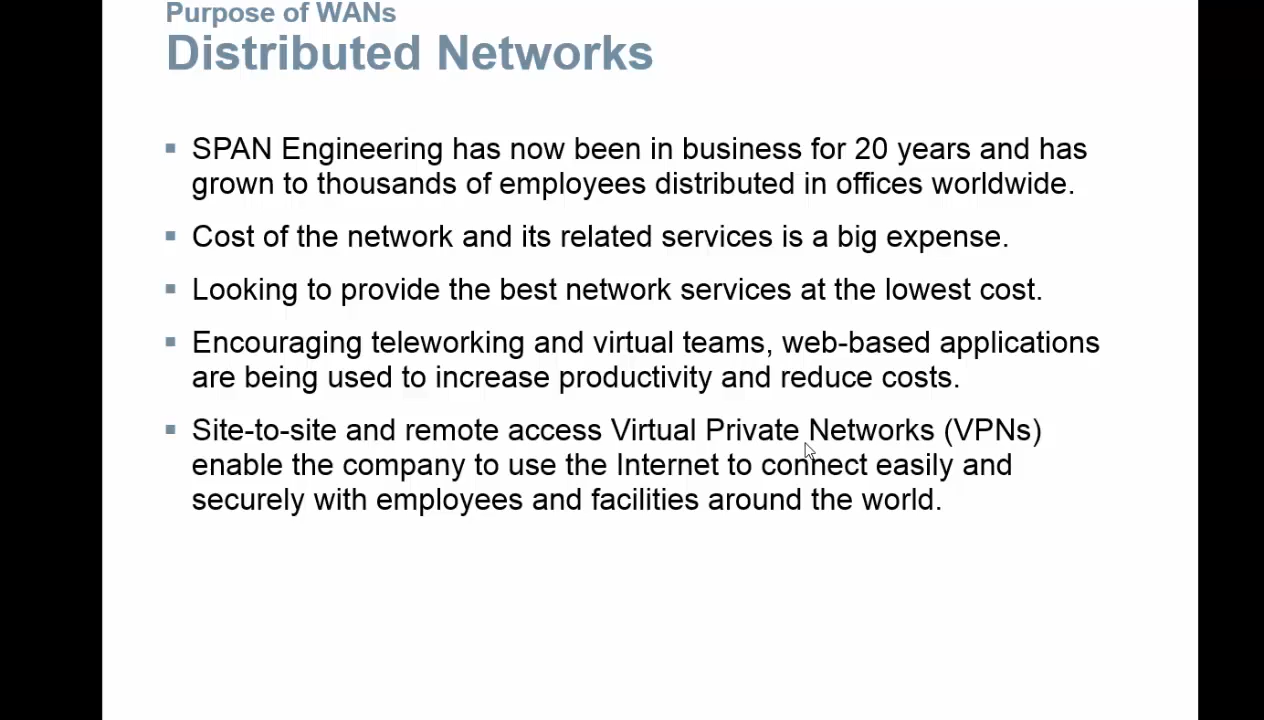 Purpose of WANs
Distributed Networks
▪ SPAN Engineering has now been in business for 20 years and has
grown to thousands of employees distributed in offices worldwide.
▪ Cost of the network and its related services is a big expense.
▪ Looking to provide the best network services at the lowest cost.
▪ Encouraging teleworking and virtual teams, web-based applications
are being used to increase productivity and reduce costs.
▪ Site-to-site and remote access Virtual Private Networks (VPNs)
enable the company to use the Internet to connect easily and
securely with employees and facilities around the world.